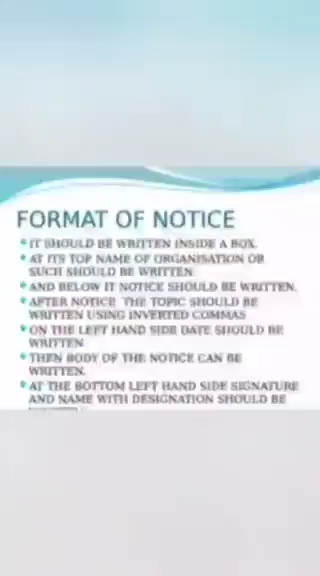 FORMAT OF NOTICE
IT SHOULD BE WRITTEN INSIDE A BOX.
AT ITS TOP NAME OF ORGANISATION OR
SUCH SHOULD BE WRITTEN
AND BELOW IT NOTICE SHOULD BE WRITTEN.
AFTER NOTICE THE TOPIC SHOULD BE
WRITTEN USING INVERTED COMMAS
ON THE LEFT HAND SIDE DATE SHOULD BE
WRITTEN
THEN BODY OF THE NOTICE CAN BE
WRITTEN.
AT THE BOTTOM LEFT HAND SIDE SIGNATURE
AND NAME WITH DESIGNATION SHOULD BE